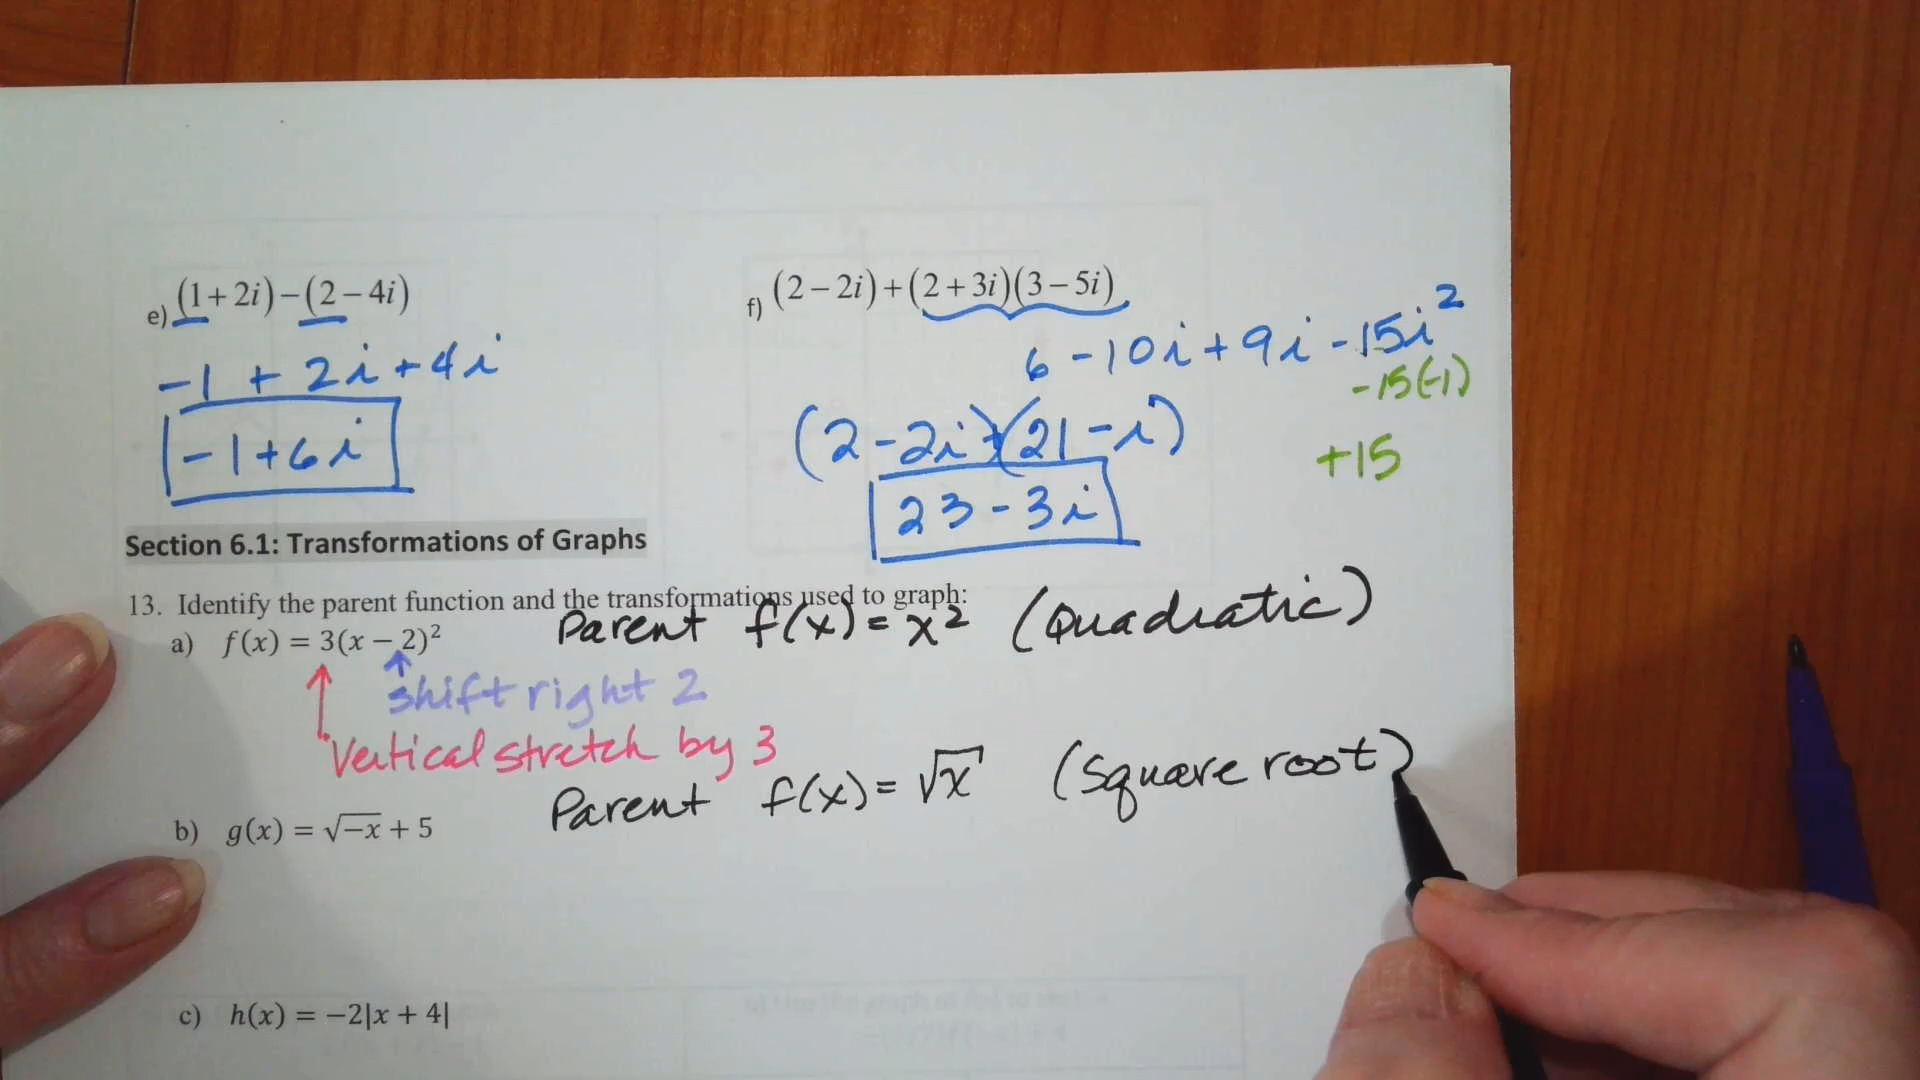 e) (1+2i)−(2−4i)
-1 + 2i+4i
-1+6i
f) (2−2i)+(2+3i)(3−5i)
6 -10i+9i -15i²
-15(-1)
+15
(2-2i)+(21-i)
23-3i
Section 6.1: Transformations of Graphs
13. Identify the parent function and the transformations used to graph:
a) f(x) = 3(x − 2)²
Parent f(x) = x² (Quadratic)
shift right 2
Vertical stretch by 3
b) g(x) = √−x + 5
Parent f(x) = √x (Square root)
c) h(x) = −2|x + 4|